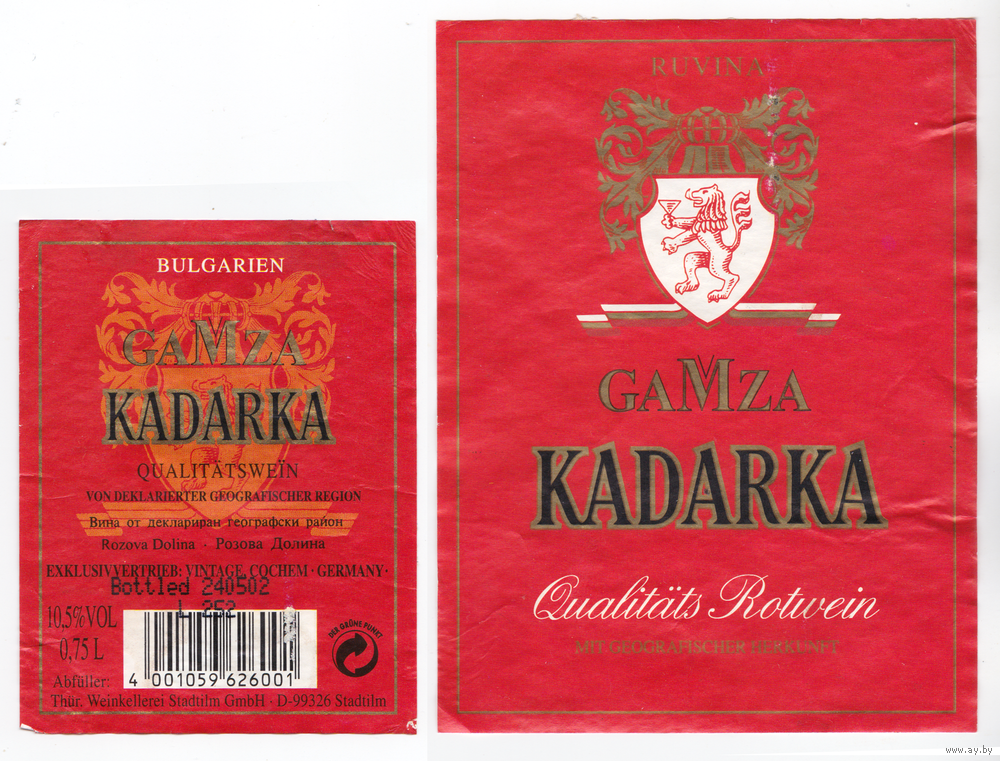 BULGARIEN
GAMZA
KADARKA
QUALITÄTSWEÏN
VON DEKLARIERTER GEOGRAFISCHER REGION
Вина от деклариран географски район
Rozova Dolina · Розова Долина
EXKLUSIVVERTRIEB: VINTAGE, COCHEM · GERMANY ·
Bottled 240502
L 252
10,5%VOL
0,75 L
DER GRÜNE PUNKT
4 001059 626001
Abfüller:
Thür. Weinkellerei Stadtilm GmbH · D-99326 Stadtilm
RUVINA
GAMZA
KADARKA
Qualitäts Rotwein
MIT GEOGRAFISCHER HERKUNFT
www.ay.by